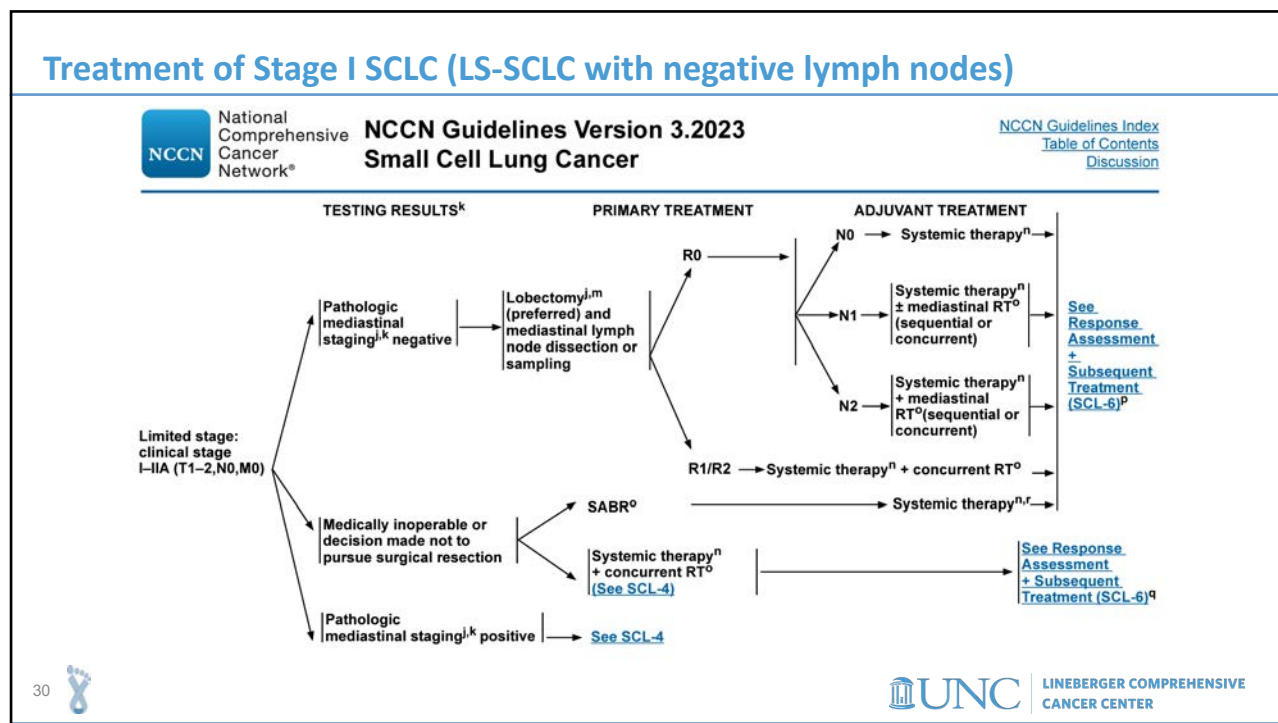 Treatment of Stage I SCLC (LS-SCLC with negative lymph nodes)
NCCN
National
Comprehensive
Cancer
Network®
NCCN Guidelines Version 3.2023
Small Cell Lung Cancer
NCCN Guidelines Index
Table of Contents
Discussion
TESTING RESULTSᵏ
PRIMARY TREATMENT
ADJUVANT TREATMENT
Limited stage:
clinical stage
I–IIA (T1–2,N0,M0)
Pathologic
mediastinal
stagingʲ,ᵏ negative
Lobectomyʲ,ᵐ
(preferred) and
mediastinal lymph
node dissection or
sampling
R0
N0
Systemic therapyⁿ
N1
Systemic therapyⁿ
± mediastinal RTᵒ
(sequential or
concurrent)
N2
Systemic therapyⁿ
+ mediastinal
RTᵒ(sequential or
concurrent)
R1/R2
Systemic therapyⁿ + concurrent RTᵒ
See
Response
Assessment
+
Subsequent
Treatment
(SCL-6)ᵖ
Medically inoperable or
decision made not to
pursue surgical resection
SABRᵒ
Systemic therapyⁿ,ʳ
Systemic therapyⁿ
+ concurrent RTᵒ
(See SCL-4)
See Response
Assessment
+ Subsequent
Treatment (SCL-6)q
Pathologic
mediastinal stagingʲ,ᵏ positive
See SCL-4
30
UNC
LINEBERGER COMPREHENSIVE
CANCER CENTER